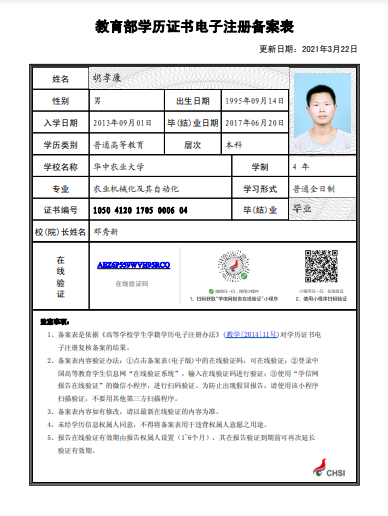 教育部学历证书电子注册备案表
更新日期：2021年3月22日
姓名 胡孝康
性别 男 出生日期 1995年09月14日
入学日期 2013年09月01日 毕(结)业日期 2017年06月20日
学历类别 普通高等教育 层次 本科
学校名称 华中农业大学 学制 4 年
专业 农业机械化及其自动化 学习形式 普通全日制
证书编号 1050 4120 1705 0006 04 毕(结)业 毕业
校(院)长姓名 邓秀新
在线验证
在线验证码
1、扫码获取"学信网报告在线验证"小程序
2、使用小程序扫码验证
注意事项：
1、备案表是依据《高等学校学生学籍学历电子注册办法》(教学[2014]11号)对学历证书电
子注册复核备案的结果。
2、备案表内容验证办法：①点击备案表(电子版)中的在线验证码，可在线验证；②登录中
国高等教育学生信息网"在线验证系统"，输入在线验证码进行验证；③使用"学信网
报告在线验证"的微信小程序，进行扫码验证。为防止出现假冒报告，请使用该小程序
扫描验证，不要用其他第三方扫描程序。
3、备案表内容如有修改，请以最新在线验证的内容为准。
4、未经学历信息权属人同意，不得将备案表用于违背权属人意愿之用途。
5、报告在线验证有效期由报告权属人设置（1~6个月），其在报告验证到期前可再次延长
验证有效期。
CHSI